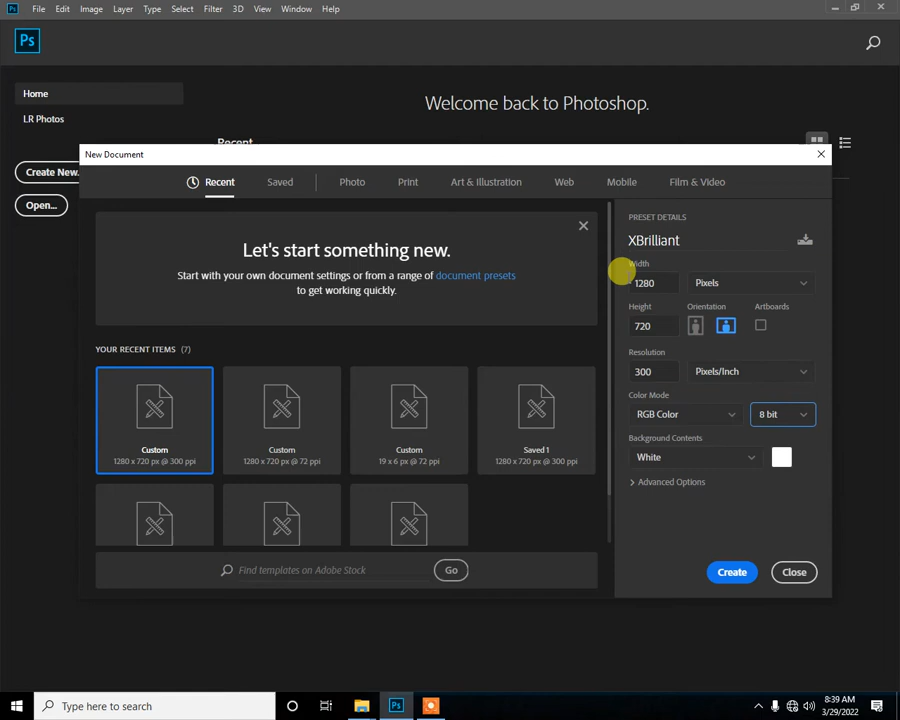 Ps File Edit Image Layer Type Select Filter 3D View Window Help
Ps
Home
LR Photos
Welcome back to Photoshop.
Recent
Create New.
Open...
New Document
Recent Saved Photo Print Art & Illustration Web Mobile Film & Video
Let's start something new.
Start with your own document settings or from a range of document presets
to get working quickly.
YOUR RECENT ITEMS (7)
Custom
1280 x 720 px @ 300 ppi
Custom
1280 x 720 px @ 72 ppi
Custom
19 x 6 px @ 72 ppi
Saved 1
1280 x 720 px @ 300 ppi
Find templates on Adobe Stock Go
PRESET DETAILS
XBrilliant
Width
1280 Pixels
Height Orientation Artboards
720
Resolution
300 Pixels/Inch
Color Mode
RGB Color 8 bit
Background Contents
White
Advanced Options
Create Close
Type here to search
Ps
8:39 AM
3/29/2022